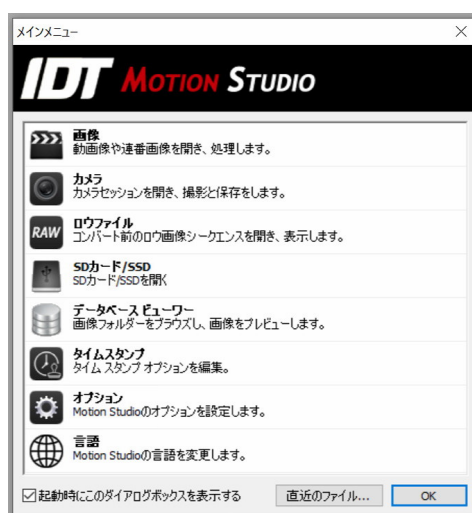 メインメニュー
IDT MOTION STUDIO
画像
動画像や連番画像を開き、処理します。
カメラ
カメラセッションを開き、撮影と保存をします。
RAW
ロウファイル
コンバート前のロウ画像シークエンスを開き、表示します。
SDカード/SSD
SDカード/SSDを開く
データベース ビューワー
画像フォルダーをブラウズし、画像をプレビューします。
タイムスタンプ
タイム スタンプ オプションを編集。
オプション
Motion Studioのオプションを設定します。
言語
Motion Studioの言語を変更します。
起動時にこのダイアログボックスを表示する
直近のファイル...
OK